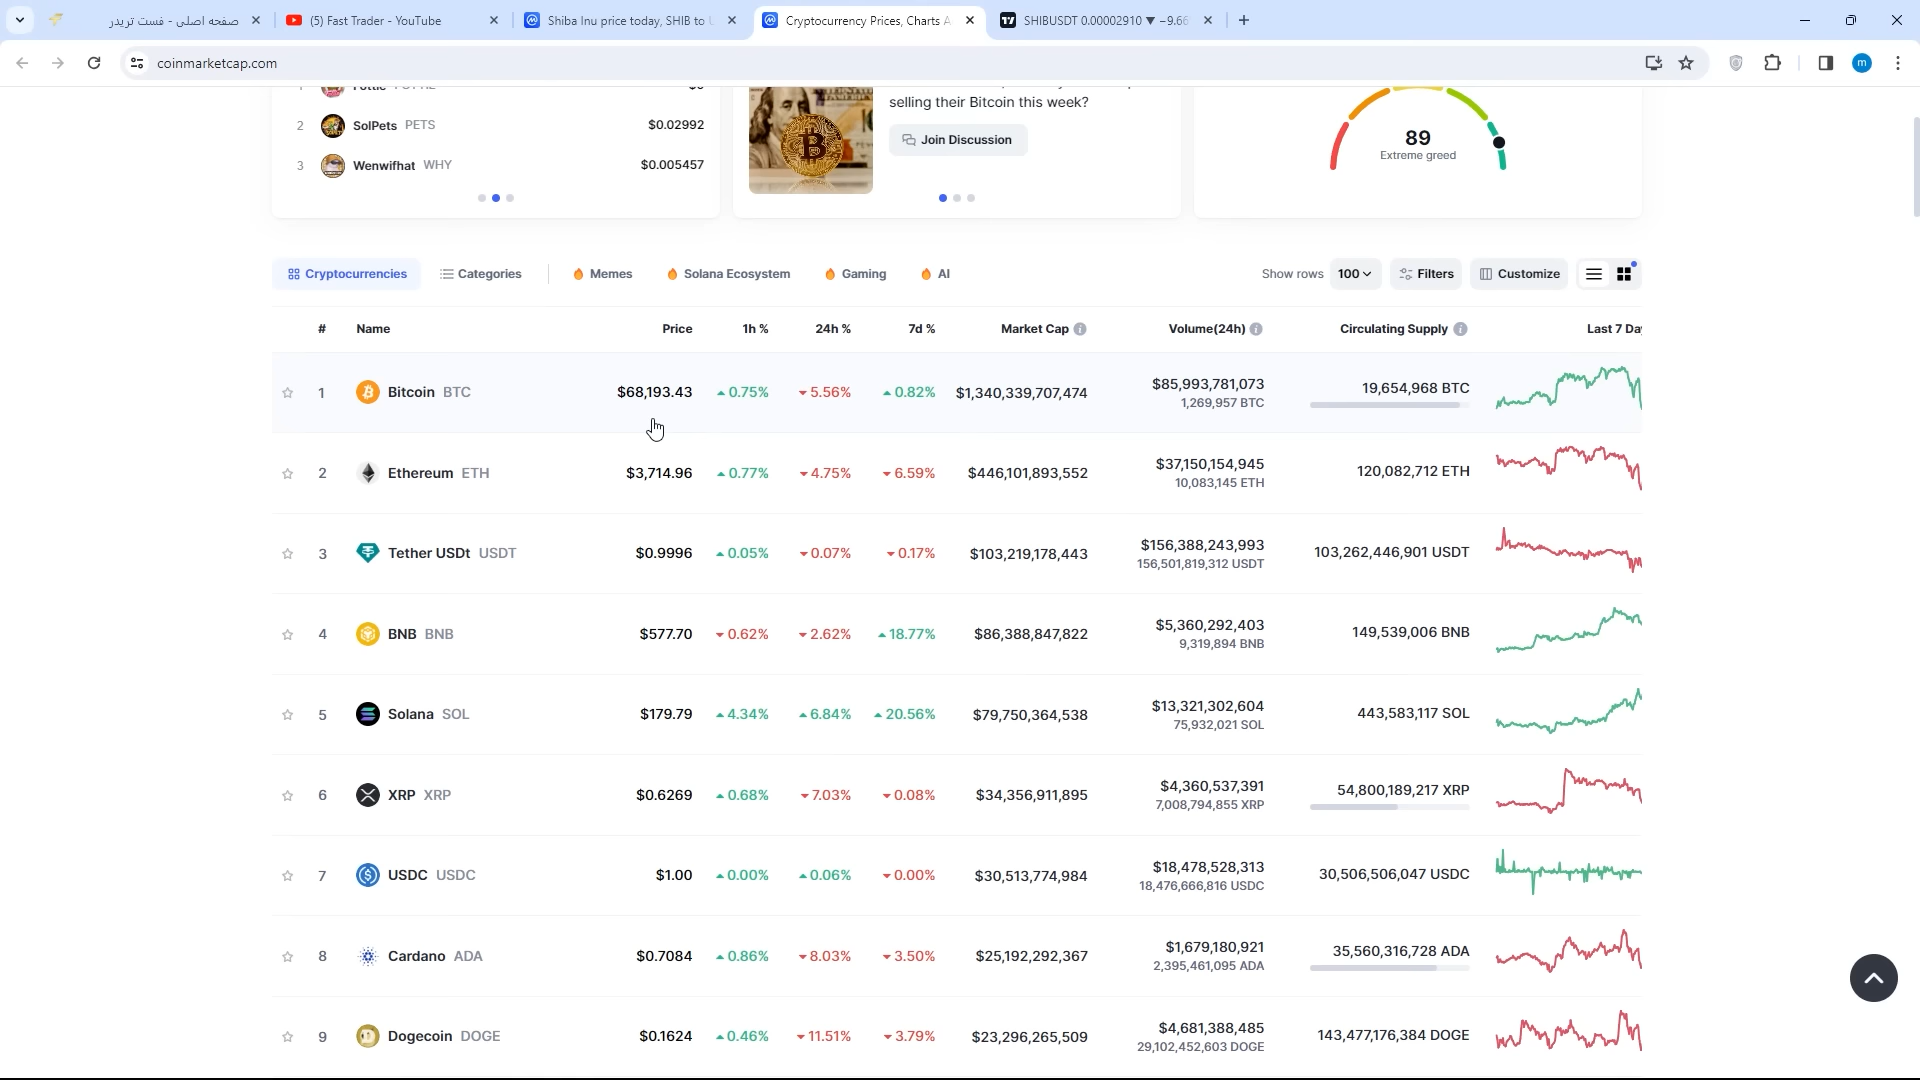 صفحه اصلی - فست تریدر
(5) Fast Trader - YouTube
Shiba Inu price today, SHIB to U
Cryptocurrency Prices, Charts A
SHIBUSDT 0.00002910 ▼ −9.66
coinmarketcap.com
m
selling their Bitcoin this week?
2 SolPets PETS $0.02992
Join Discussion
89
Extreme greed
3 Wenwifhat WHY $0.005457
Cryptocurrencies Categories Memes Solana Ecosystem Gaming AI Show rows 100 Filters Customize
# Name Price 1h % 24h % 7d % Market Cap Volume(24h) Circulating Supply Last 7 Da
1 Bitcoin BTC $68,193.43 0.75% 5.56% 0.82% $1,340,339,707,474 $85,993,781,073 19,654,968 BTC
1,269,957 BTC
2 Ethereum ETH $3,714.96 0.77% 4.75% 6.59% $446,101,893,552 $37,150,154,945 120,082,712 ETH
10,083,145 ETH
3 Tether USDt USDT $0.9996 0.05% 0.07% 0.17% $103,219,178,443 $156,388,243,993 103,262,446,901 USDT
156,501,819,312 USDT
4 BNB BNB $577.70 0.62% 2.62% 18.77% $86,388,847,822 $5,360,292,403 149,539,006 BNB
9,319,894 BNB
5 Solana SOL $179.79 4.34% 6.84% 20.56% $79,750,364,538 $13,321,302,604 443,583,117 SOL
75,932,021 SOL
6 XRP XRP $0.6269 0.68% 7.03% 0.08% $34,356,911,895 $4,360,537,391 54,800,189,217 XRP
7,008,794,855 XRP
7 USDC USDC $1.00 0.00% 0.06% 0.00% $30,513,774,984 $18,478,528,313 30,506,506,047 USDC
18,476,666,816 USDC
8 Cardano ADA $0.7084 0.86% 8.03% 3.50% $25,192,292,367 $1,679,180,921 35,560,316,728 ADA
2,395,461,095 ADA
9 Dogecoin DOGE $0.1624 0.46% 11.51% 3.79% $23,296,265,509 $4,681,388,485 143,477,176,384 DOGE
29,102,452,603 DOGE